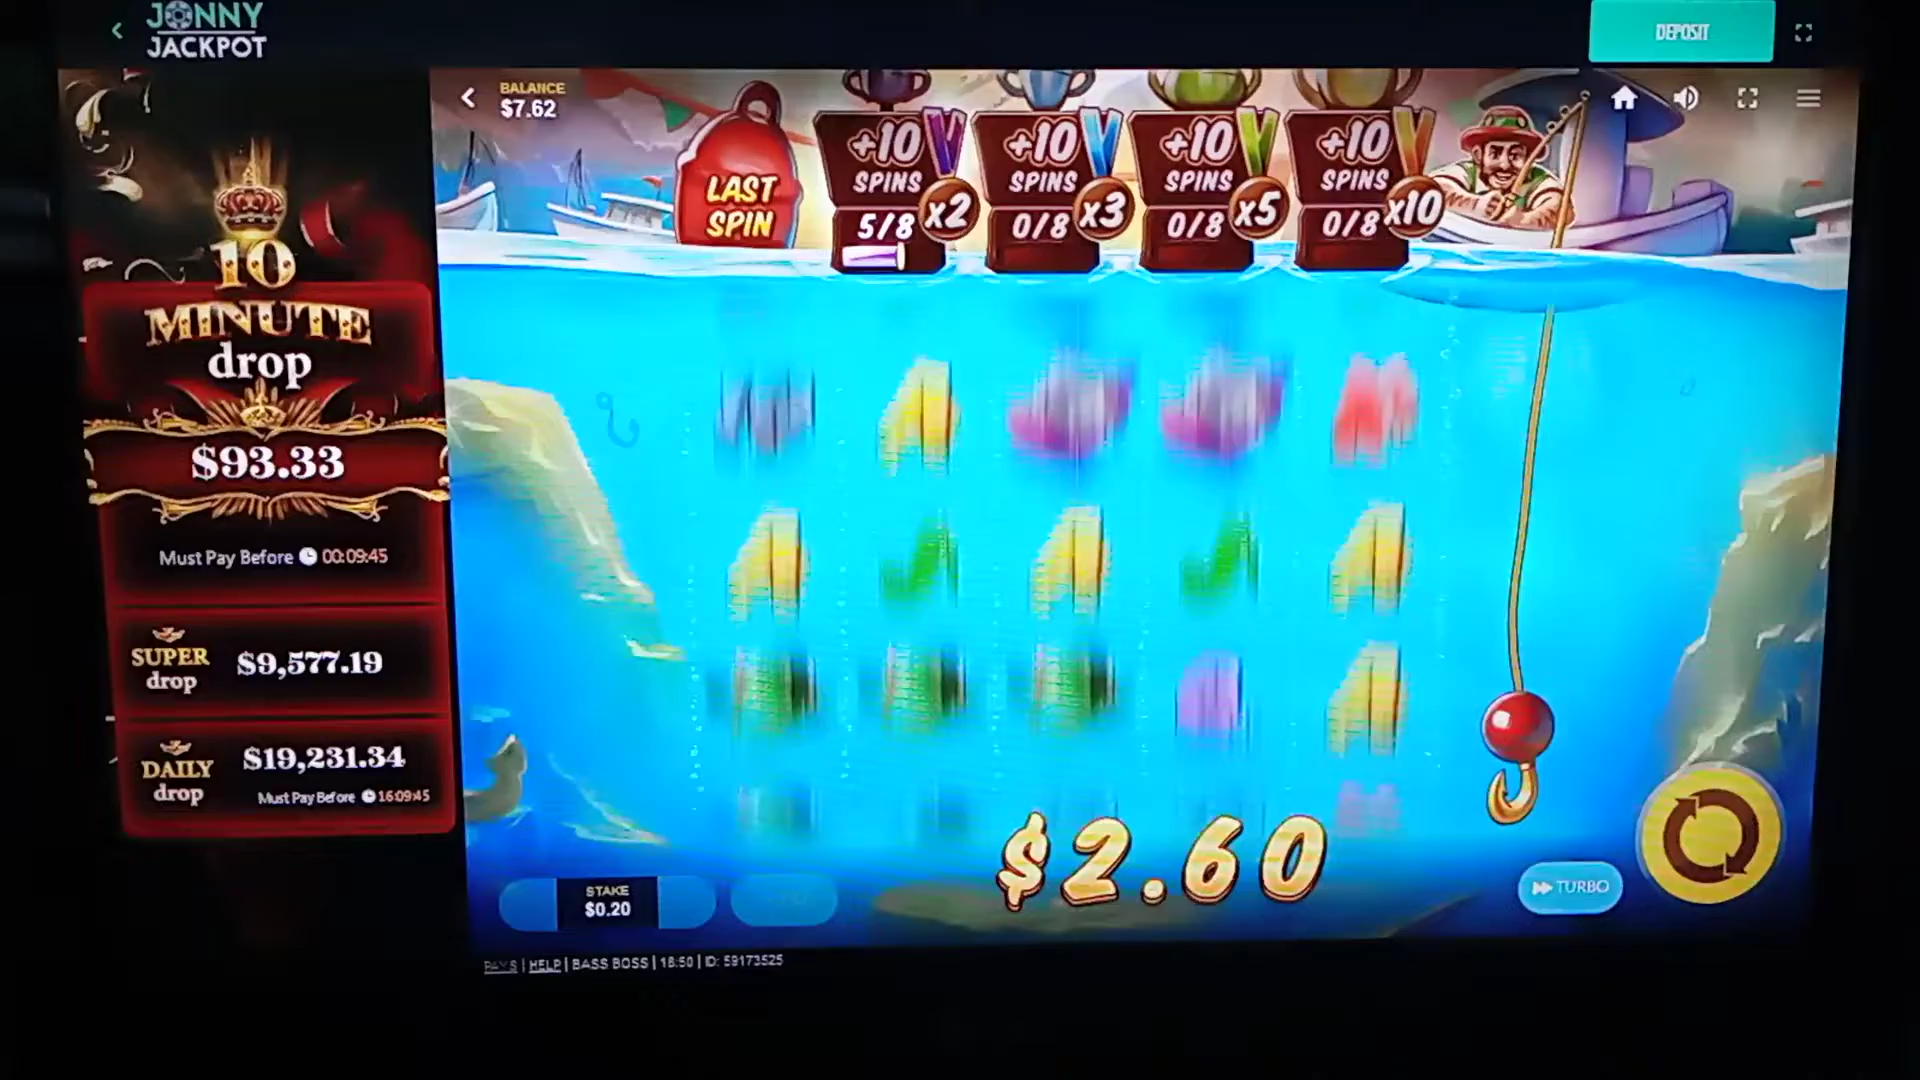 JONNY
JACKPOT
DEPOSIT
BALANCE
$7.62
LAST
SPIN
+10
SPINS
5/8
x2
+10
SPINS
0/8
x3
+10
SPINS
0/8
x5
+10
SPINS
0/8
x10
10
MINUTE
drop
$93.33
Must Pay Before 00:09:45
SUPER
drop
$9,577.19
DAILY
drop
$19,231.34
Must Pay Before 16:09:45
$2.60
STAKE
$0.20
TURBO
PAYS | HELP | BASS BOSS | 18:50 | ID: 59173525